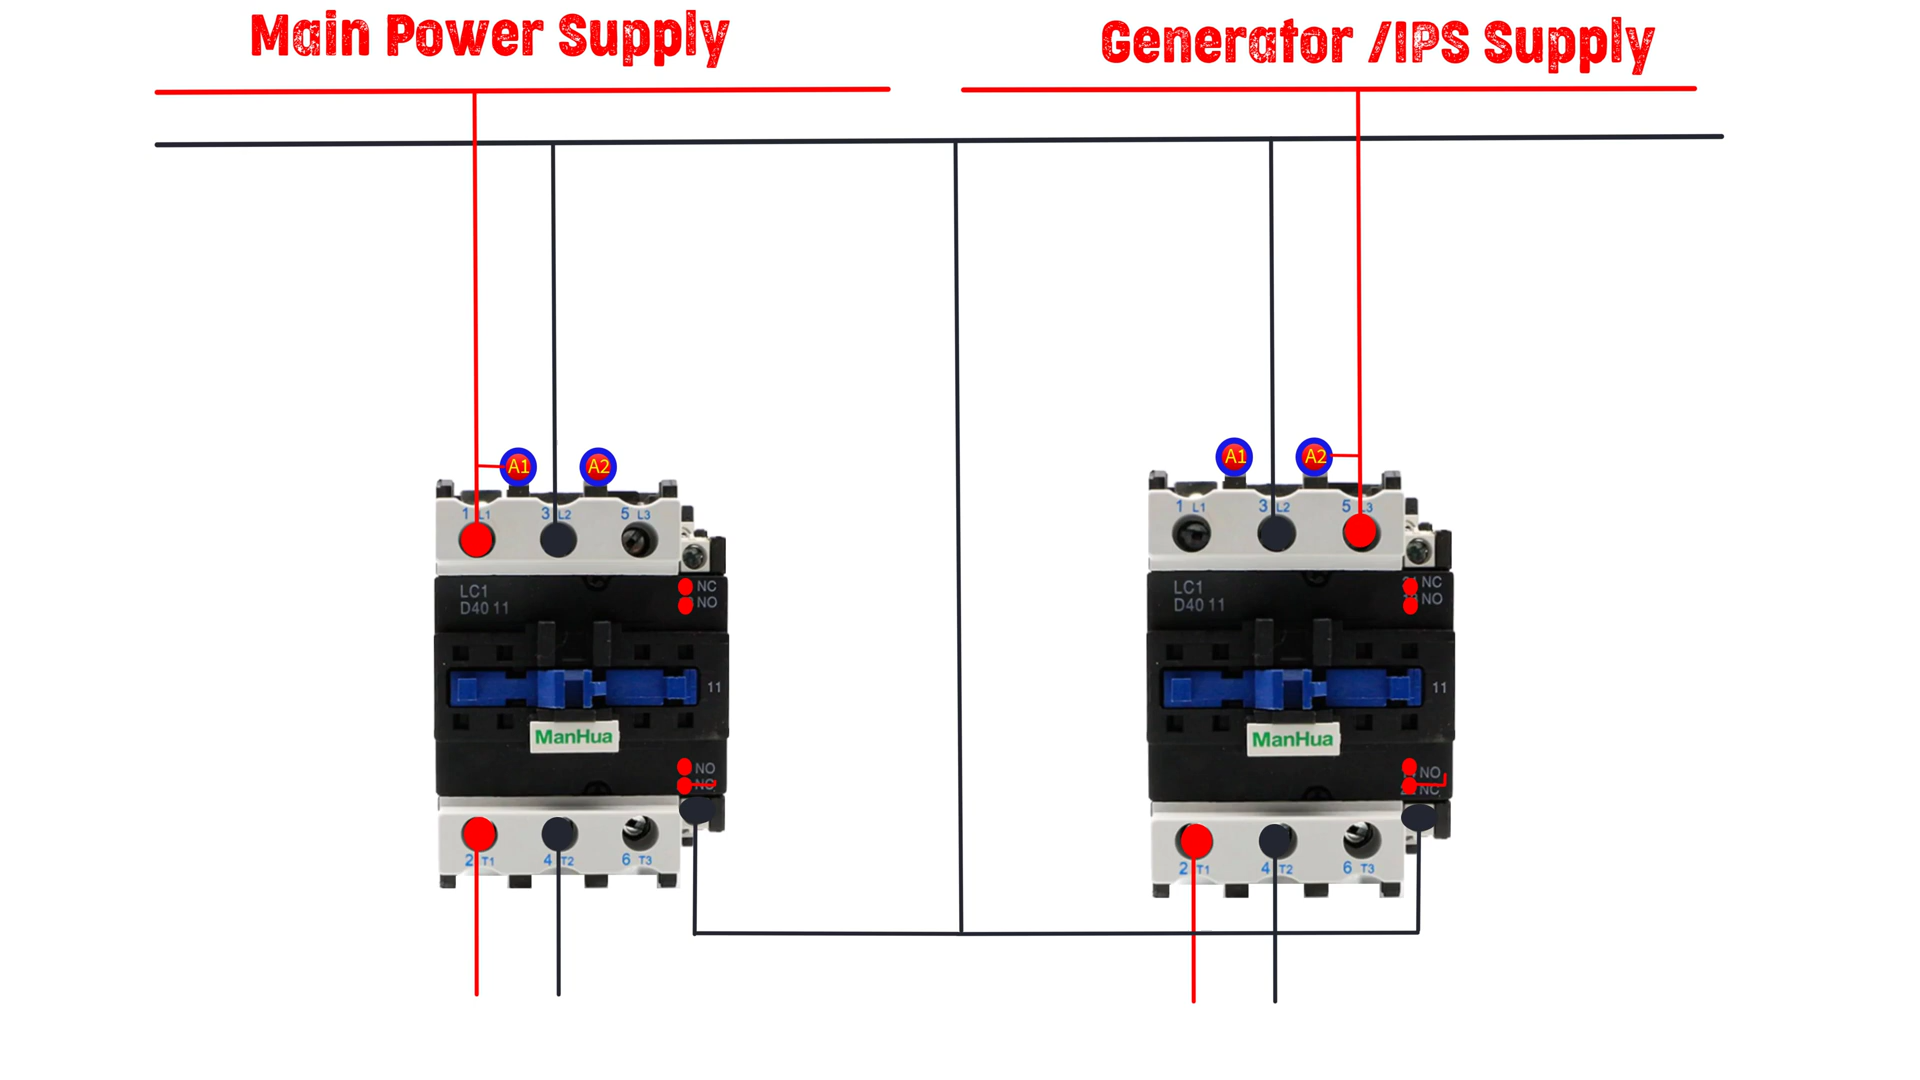 Main Power Supply
Generator /IPS Supply
A1
A2
1 L1
3 L2
5 L3
NC
NO
LC1
D40 11
11
ManHua
NO
NC
2 T1
4 T2
6 T3
A1
A2
1 L1
3 L2
5 L3
NC
NO
LC1
D40 11
11
ManHua
NO
NC
2 T1
4 T2
6 T3